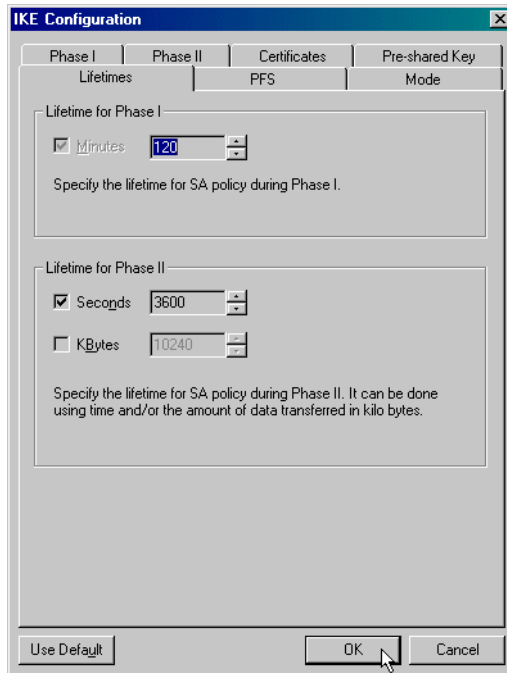 IKE Configuration
Phase I Phase II Certificates Pre-shared Key
Lifetimes PFS Mode
Lifetime for Phase I
Minutes 120
Specify the lifetime for SA policy during Phase I.
Lifetime for Phase II
Seconds 3600
KBytes 10240
Specify the lifetime for SA policy during Phase II. It can be done
using time and/or the amount of data transferred in kilo bytes.
Use Default OK Cancel